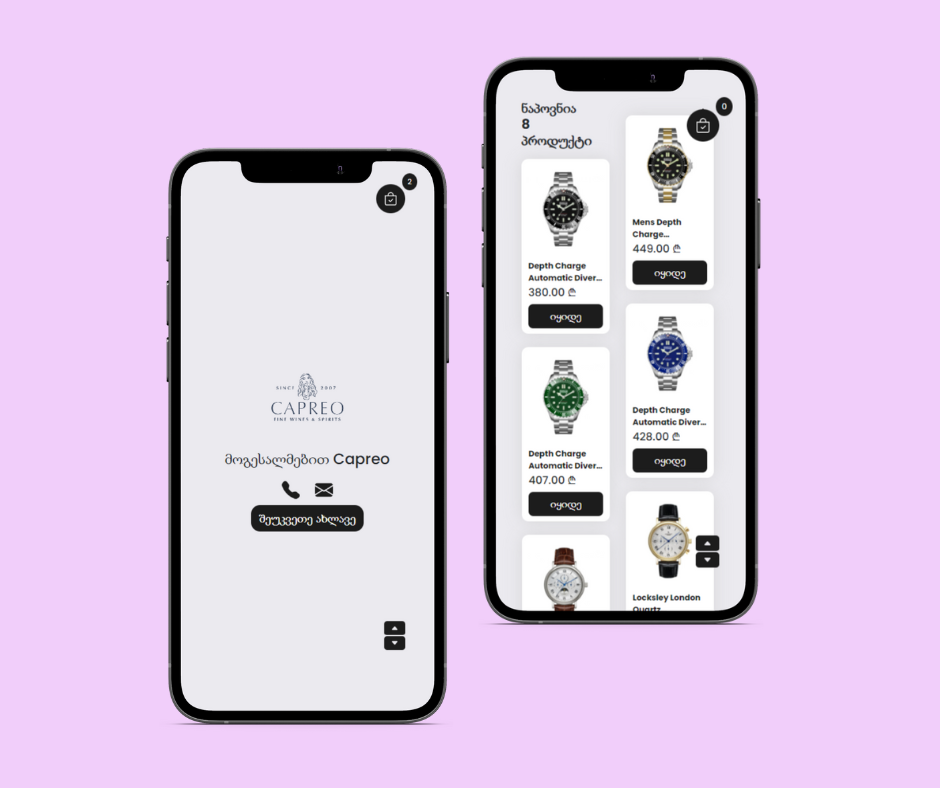 2
SINCE 2007
CAPREO
FINE WINES & SPIRITS
მოგესალმებით Capreo
შეუკვეთე ახლავე
0
ნაპოვნია
8
პროდუქტი
Depth Charge
Automatic Diver...
380.00 ₾
იყიდე
Mens Depth
Charge...
449.00 ₾
იყიდე
Depth Charge
Automatic Diver...
407.00 ₾
იყიდე
Depth Charge
Automatic Diver...
428.00 ₾
იყიდე
Locksley London
Quartz